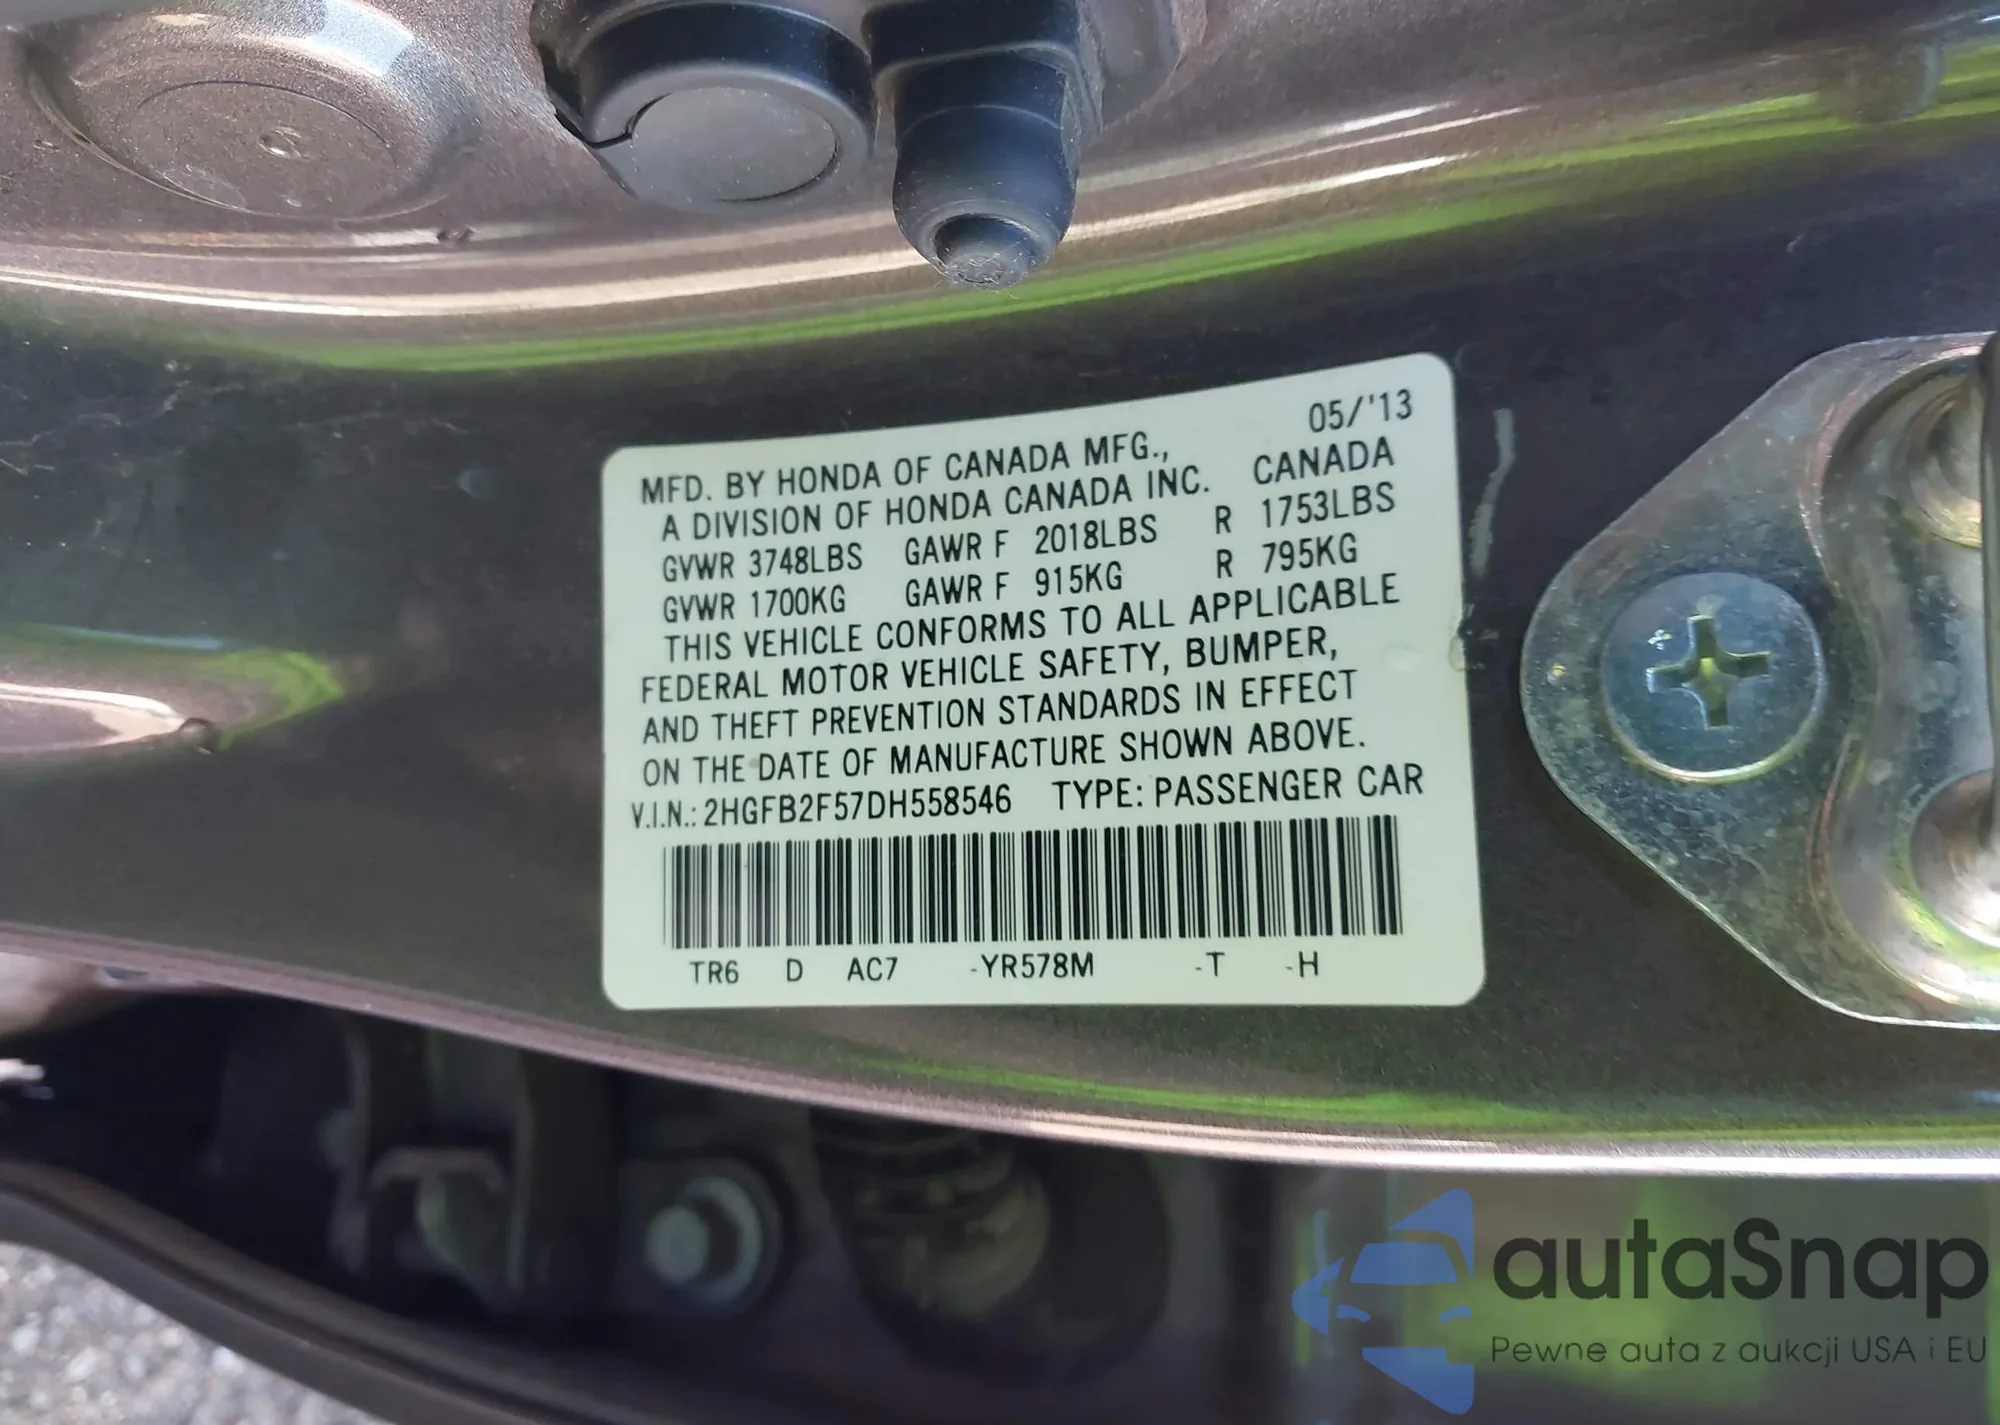 05/'13
MFD. BY HONDA OF CANADA MFG.,
A DIVISION OF HONDA CANADA INC. CANADA
GVWR 3748LBS GAWR F 2018LBS R 1753LBS
GVWR 1700KG GAWR F 915KG R 795KG
THIS VEHICLE CONFORMS TO ALL APPLICABLE
FEDERAL MOTOR VEHICLE SAFETY, BUMPER,
AND THEFT PREVENTION STANDARDS IN EFFECT
ON THE DATE OF MANUFACTURE SHOWN ABOVE.
V.I.N.: 2HGFB2F57DH558546 TYPE: PASSENGER CAR
TR6 D AC7 -YR578M -T -H
autaSnap
Pewne auta z aukcji USA i EU